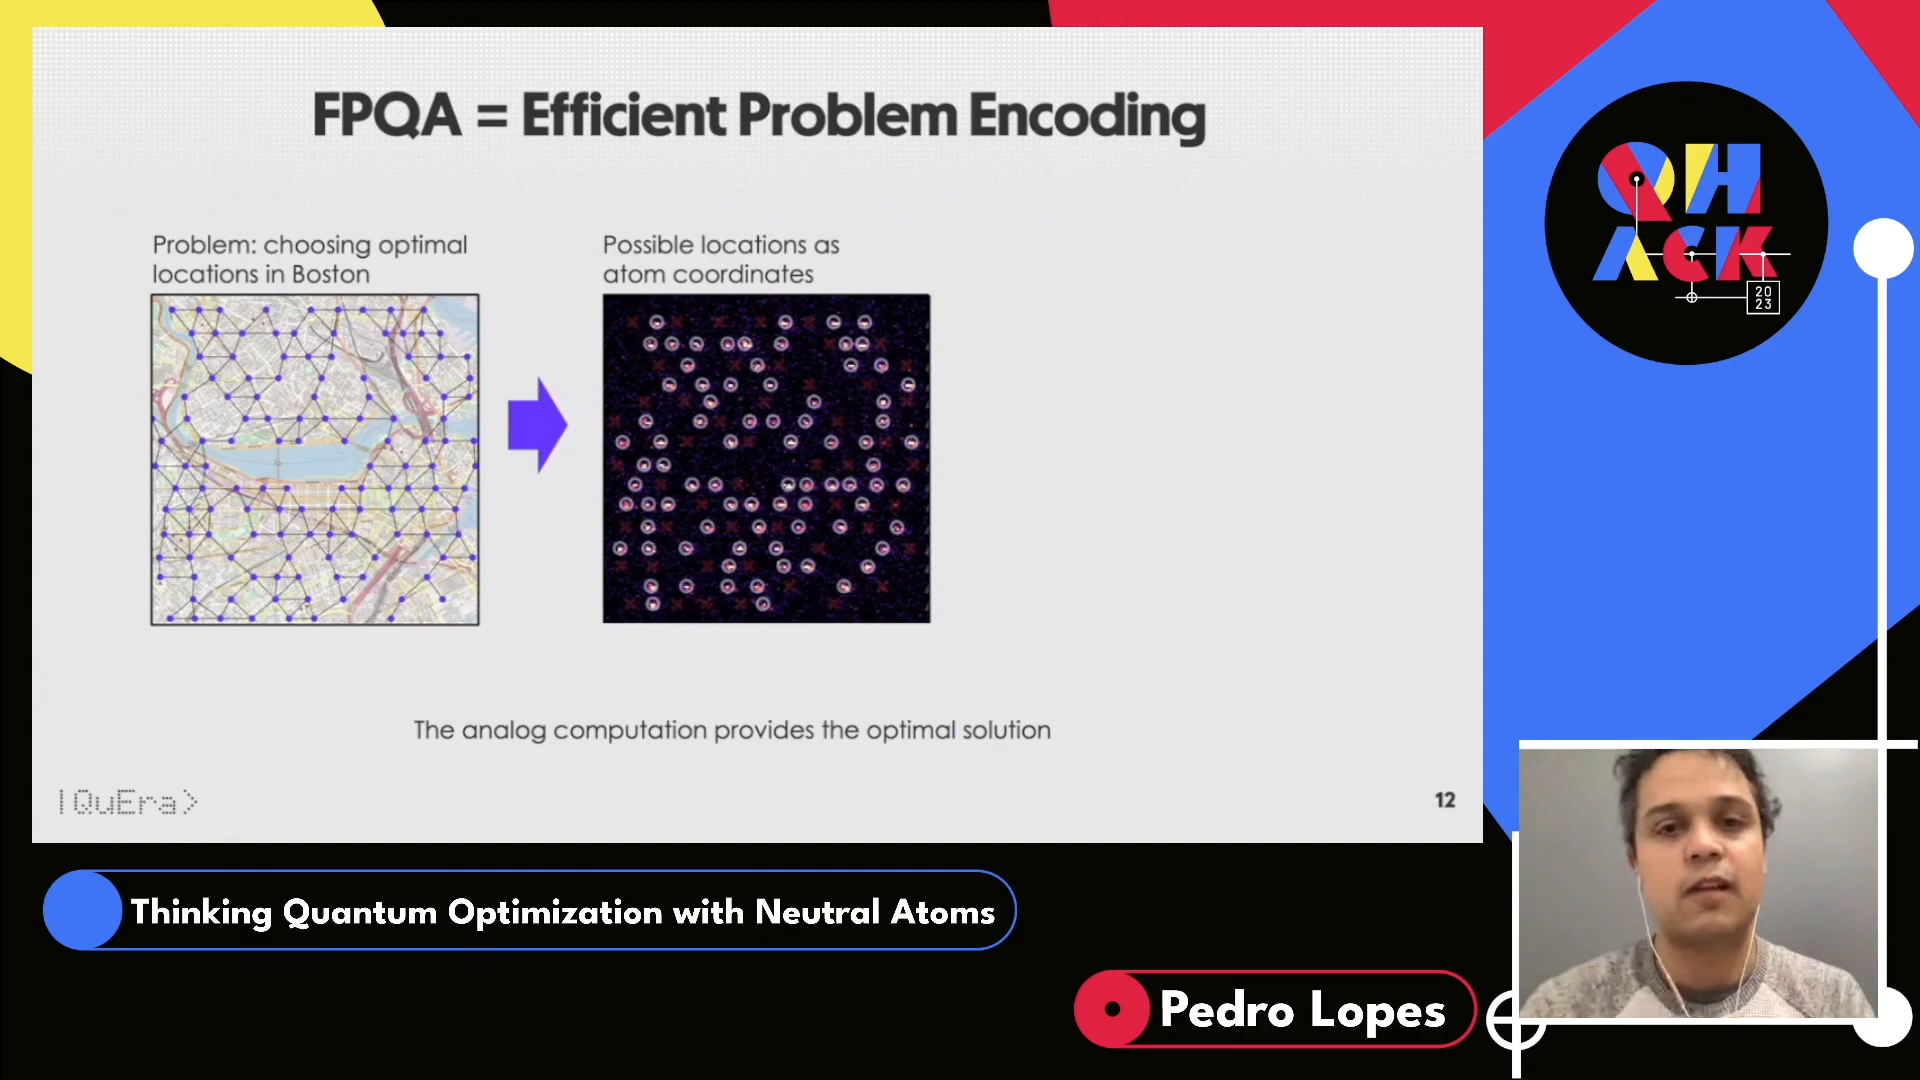 FPQA = Efficient Problem Encoding
Problem: choosing optimal
locations in Boston
Possible locations as
atom coordinates
The analog computation provides the optimal solution
|QuEra>
12
QH
ACK
20
23
Thinking Quantum Optimization with Neutral Atoms
Pedro Lopes